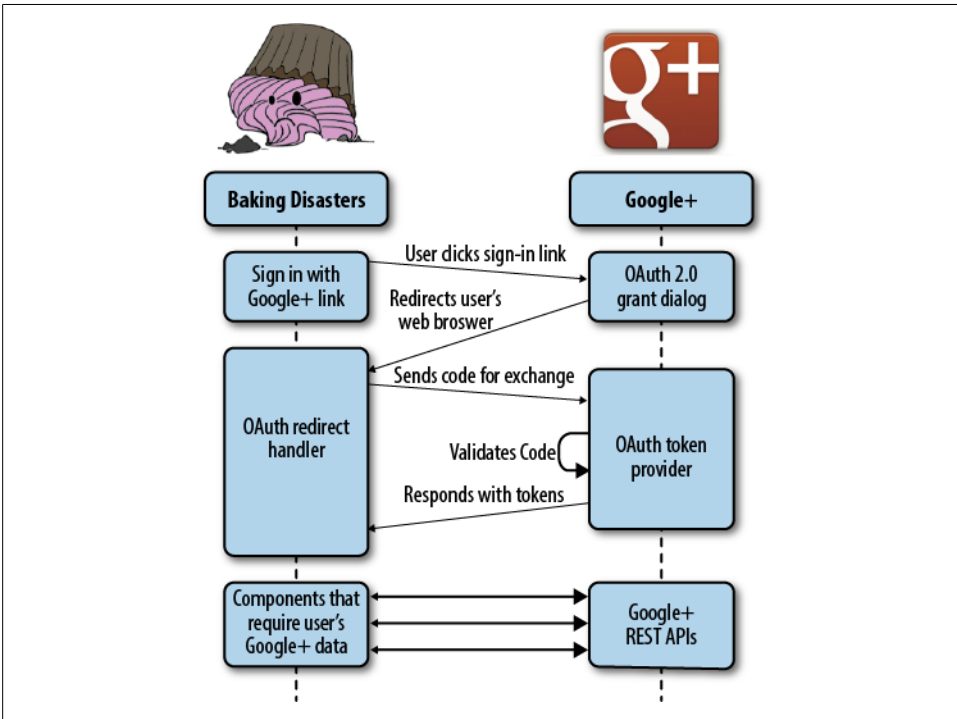 g+
Baking Disasters
Google+
User clicks sign-in link
Sign in with
Google+ link
OAuth 2.0
grant dialog
Redirects user's
web broswer
Sends code for exchange
OAuth redirect
handler
Validates Code
OAuth token
provider
Responds with tokens
Components that
require user's
Google+ data
Google+
REST APIs